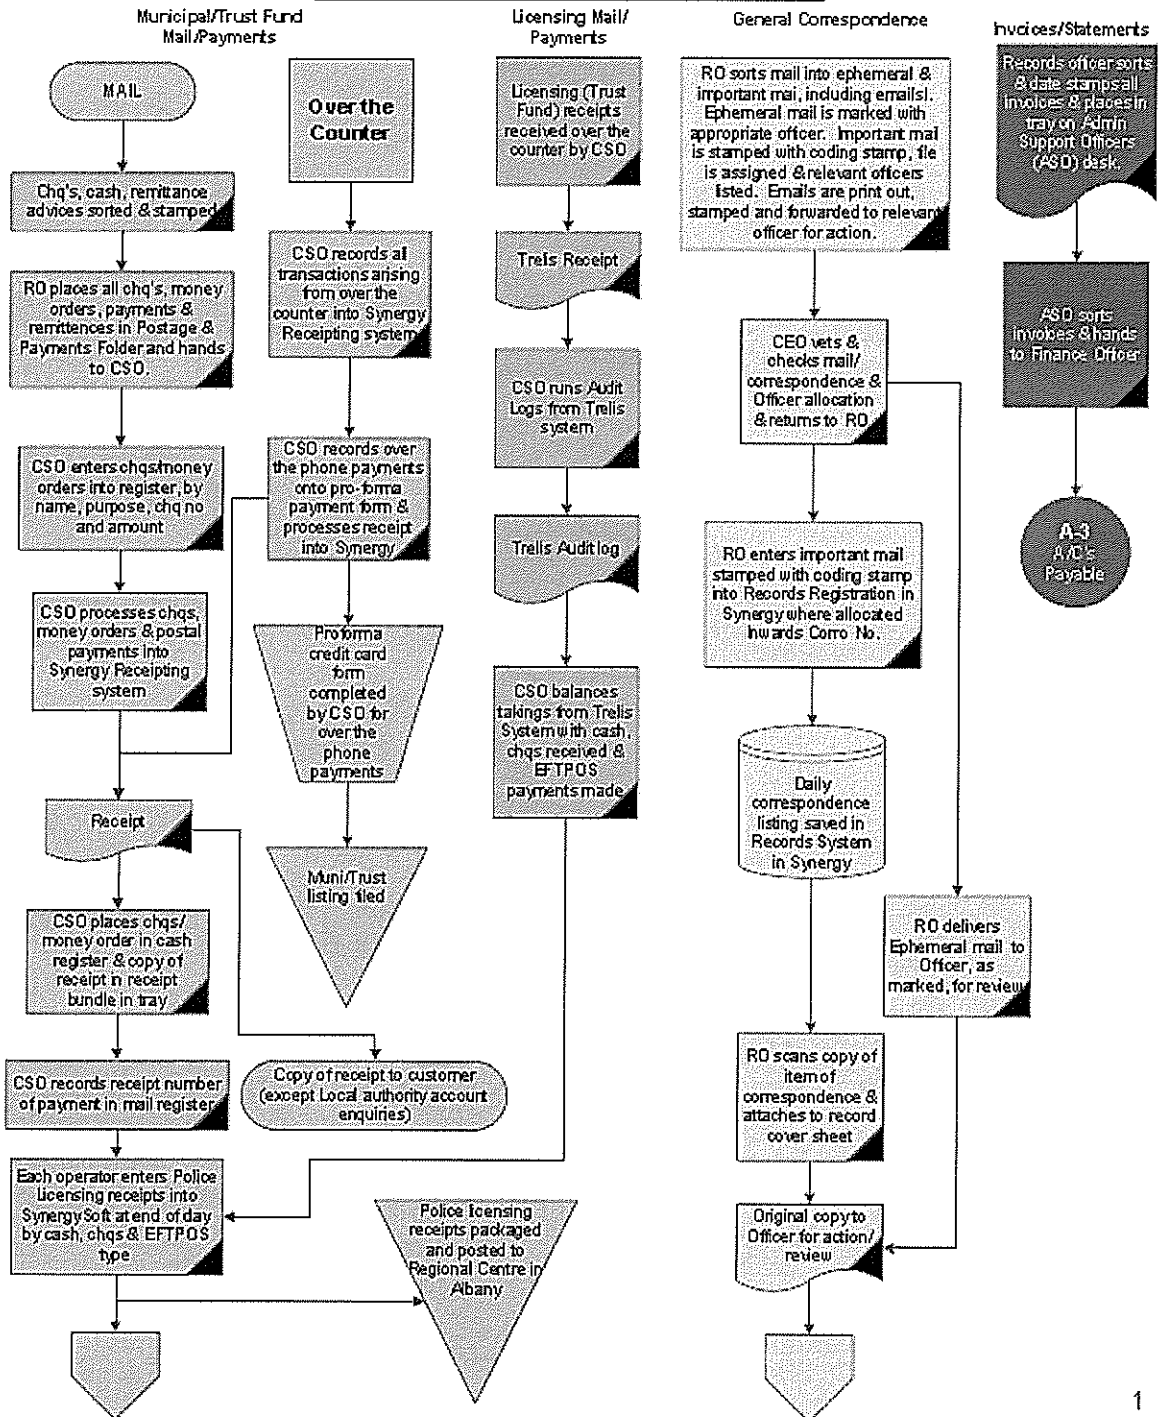 Municipal/Trust Fund
Mail/Payments
MAIL
Chq's, cash, remittance
advices sorted & stamped
RO places all chq's, money
orders, payments &
remittences in Postage &
Payments Folder and hands
to CSO.
CSO enters chqs/money
orders into register, by
name, purpose, chq no
and amount
CSO processes chqs,
money orders & postal
payments into
Synergy Receipting
system
Receipt
CSO places chqs/
money order in cash
register & copy of
receipt in receipt
bundle in tray
CSO records receipt number
of payment in mail register
Each operator enters Police
Licensing receipts into
SynergySoft at end of day
by cash, chqs & EFTPOS
type
Over the
Counter
CSO records all
transactions arising
from over the
counter into Synergy
Receipting system
CSO records over
the phone payments
onto pro-forma
payment form &
processes receipt
into Synergy
Proforma
credit card
form
completed
by CSO for
over the
phone
payments
Muni/Trust
listing filed
Copy of receipt to customer
(except Local authority account
enquiries)
Licensing Mail/
Payments
Licensing (Trust
Fund) receipts
received over the
counter by CSO
Trelis Receipt
CSO runs Audit
Logs from Trelis
system
Trelis Audit log
CSO balances
takings from Trelis
System with cash,
chqs received &
EFTPOS
payments made
Police licensing
receipts packaged
and posted to
Regional Centre in
Albany
General Correspondence
RO sorts mail into ephemeral &
important mai, including emails).
Ephemeral mail is marked with
appropriate officer. Important mail
is stamped with coding stamp, file
is assigned & relevant officers
listed. Emails are print out,
stamped and forwarded to relevant
officer for action.
CEO vets &
checks mail/
correspondence &
Officer allocation
& returns to RO
RO enters important mail
stamped with coding stamp
into Records Registration in
Synergy where allocated
Inwards Corro No.
Daily
correspondence
listing saved in
Records System
in Synergy
RO delivers
Ephemeral mail to
Officer, as
marked, for review
RO scans copy of
item of
correspondence &
attaches to record
cover sheet
Original copy to
Officer for action/
review
Invoices/Statements
Records officer sorts
& date stamps all
invoices & places in
tray on Admin
Support Officers
(ASO) desk.
ASO sorts
invoices & hands
to Finance Officer
A-3
A/C's
Payable
1